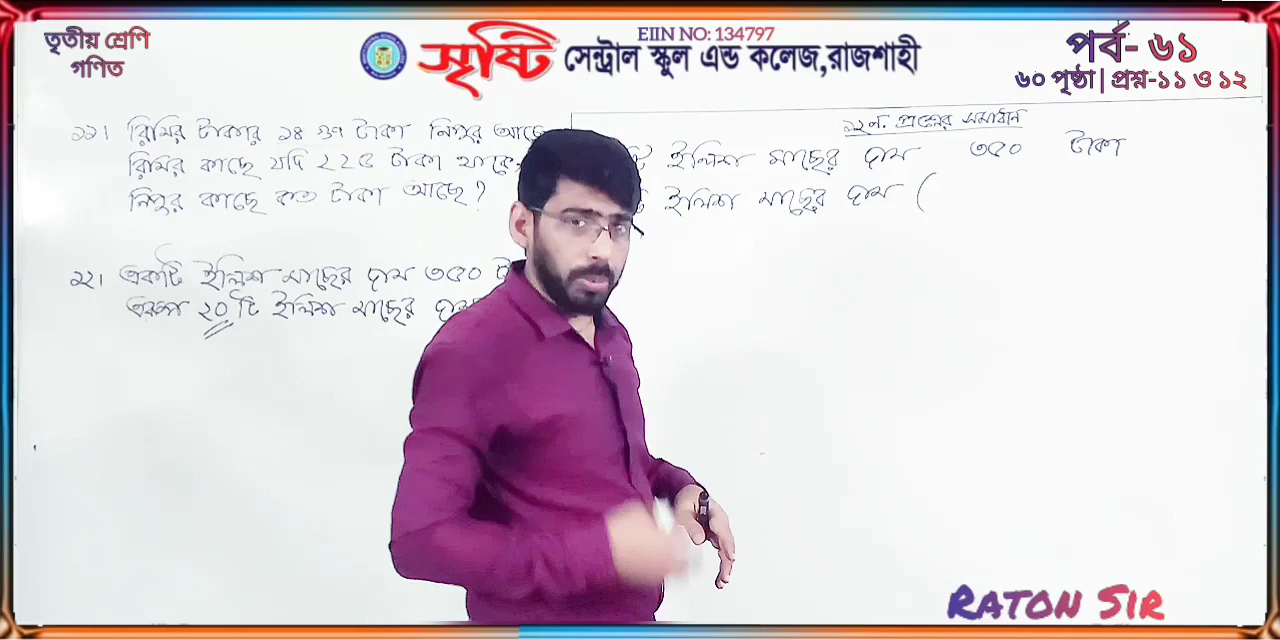 তৃতীয় শ্রেণি
গণিত
EIIN NO: 134797
সৃষ্টি সেন্ট্রাল স্কুল এন্ড কলেজ,রাজশাহী
পর্ব- ৬১
৬০ পৃষ্ঠা | প্রশ্ন-১১ ও ১২
১১। রিমির টাকার ১৪ গুণ টাকা নিপুর আছে
রিমির কাছে যদি ২২৫ টাকা থাকে,
নিপুর কাছে কত টাকা আছে?
১২। একটি ইলিশ মাছের দাম ৩৫০
এরূপ ২০টি ইলিশ মাছের
১২নং প্রশ্নের সমাধান
টি ইলিশ মাছের দাম ৩৫০ টাকা
ইলিশ মাছের দাম (
RATON SIR